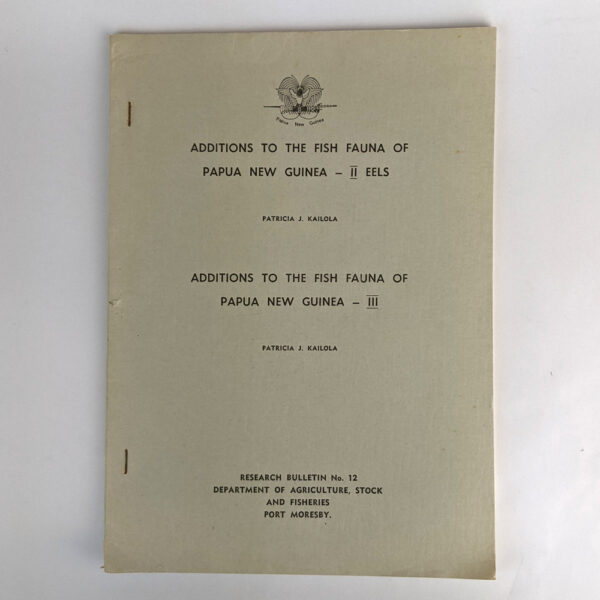 Papua New Guinea
ADDITIONS TO THE FISH FAUNA OF
PAPUA NEW GUINEA – II EELS
PATRICIA J. KAILOLA
ADDITIONS TO THE FISH FAUNA OF
PAPUA NEW GUINEA – III
PATRICIA J. KAILOLA
RESEARCH BULLETIN No. 12
DEPARTMENT OF AGRICULTURE, STOCK
AND FISHERIES
PORT MORESBY.